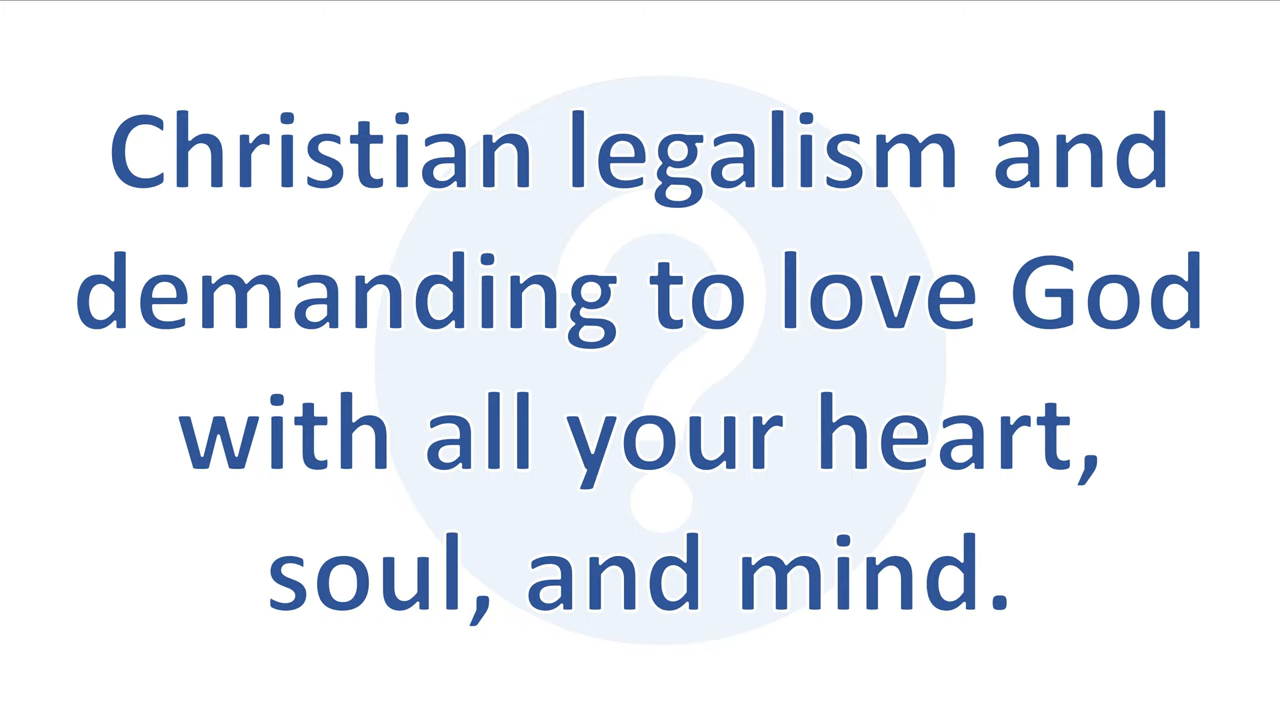 Christian legalism and
demanding to love God
with all your heart,
soul, and mind.